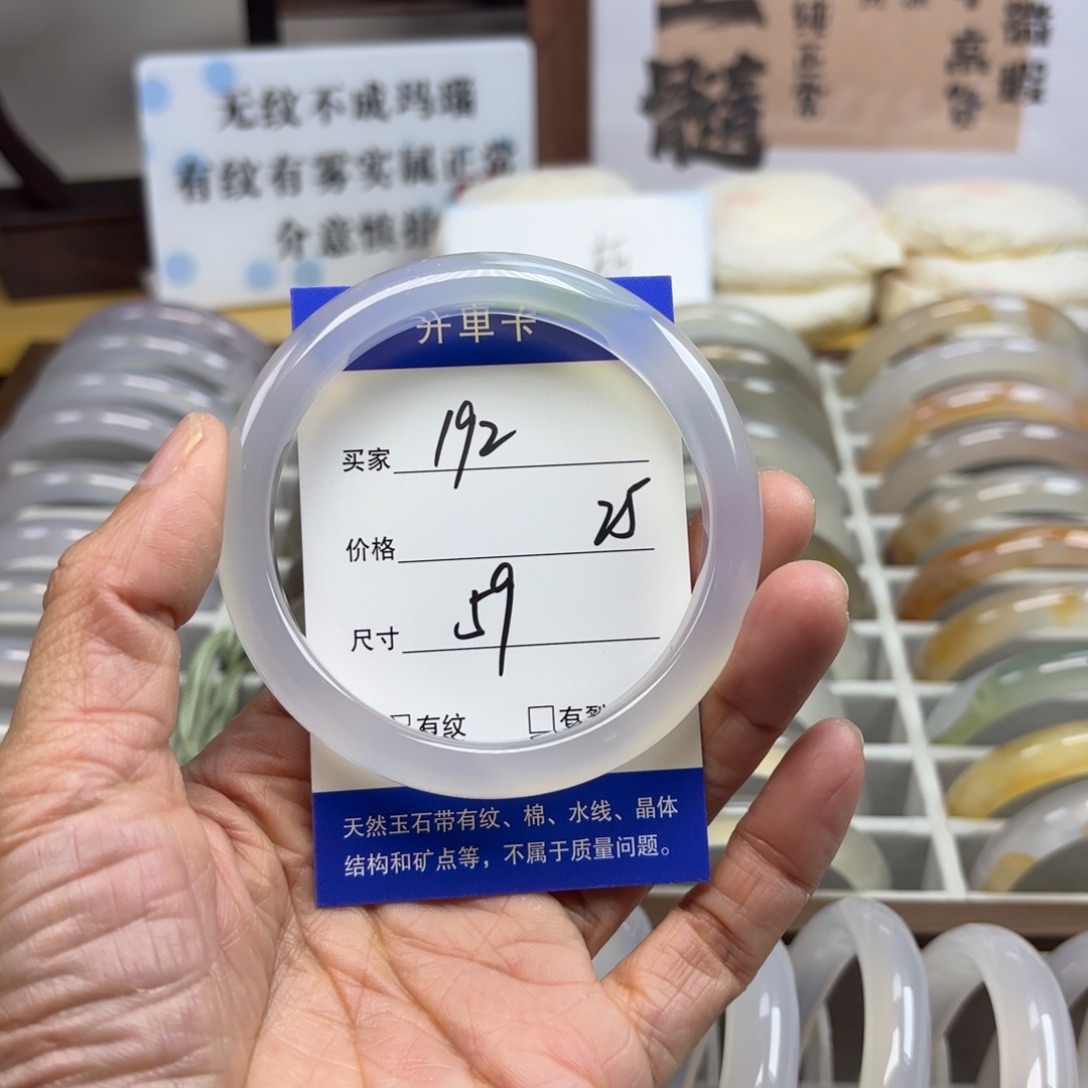 无纹不成玛瑙
有纹有雾实属正常
介意慎拍
髓
开单卡
买家 192
价格 25
尺寸 59
有纹 有裂
天然玉石带有纹、棉、水线、晶体
结构和矿点等，不属于质量问题。